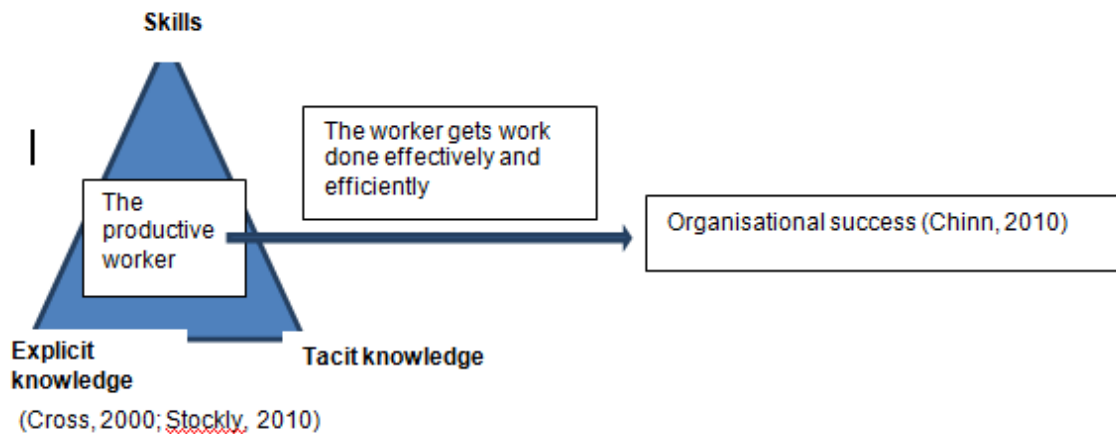 Skills
The worker gets work
done effectively and
efficiently
The
productive
worker
Organisational success (Chinn, 2010)
Explicit
knowledge
Tacit knowledge
(Cross, 2000; Stockly, 2010)